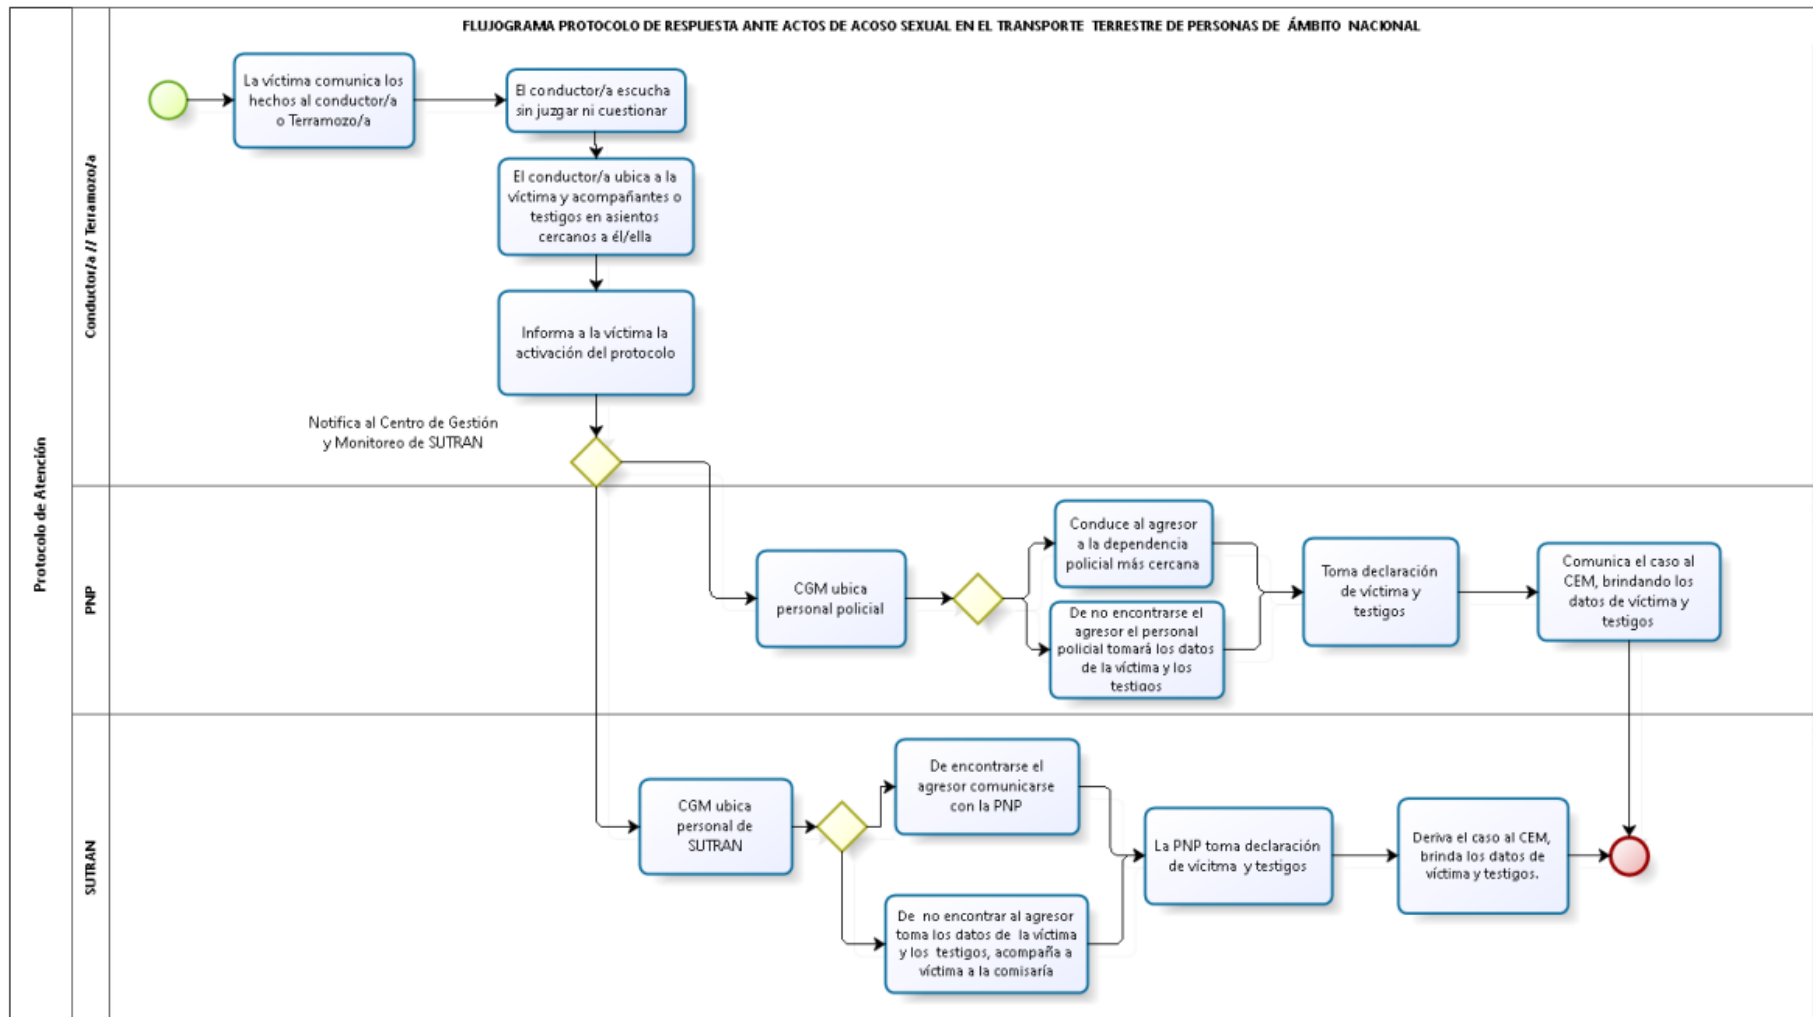 FLUJOGRAMA PROTOCOLO DE RESPUESTA ANTE ACTOS DE ACOSO SEXUAL EN EL TRANSPORTE TERRESTRE DE PERSONAS DE ÁMBITO NACIONAL
Protocolo de Atención
Conductor/a // Terramozo/a
La víctima comunica los
hechos al conductor/a
o Terramozo/a
El conductor/a escucha
sin juzgar ni cuestionar
El conductor/a ubica a la
víctima y acompañantes o
testigos en asientos
cercanos a él/ella
Informa a la víctima la
activación del protocolo
Notifica al Centro de Gestión
y Monitoreo de SUTRAN
PNP
CGM ubica
personal policial
Conduce al agresor
a la dependencia
policial más cercana
De no encontrarse el
agresor el personal
policial tomará los datos
de la víctima y los
testigos
Toma declaración
de víctima y
testigos
Comunica el caso al
CEM, brindando los
datos de víctima y
testigos
SUTRAN
CGM ubica
personal de
SUTRAN
De encontrarse el
agresor comunicarse
con la PNP
De no encontrar al agresor
toma los datos de la víctima
y los testigos, acompaña a
víctima a la comisaría
La PNP toma declaración
de vícitma y testigos
Deriva el caso al CEM,
brinda los datos de
víctima y testigos.